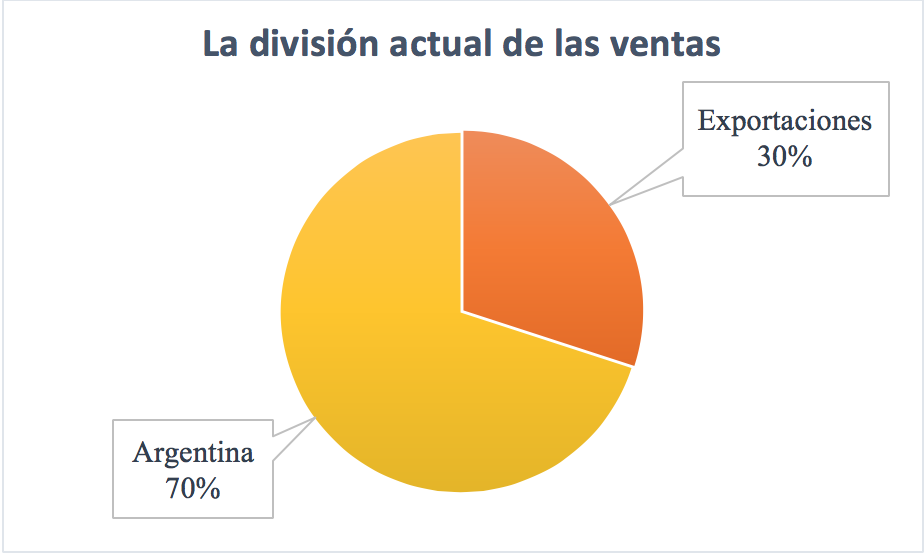 La división actual de las ventas
Exportaciones
30%
Argentina
70%